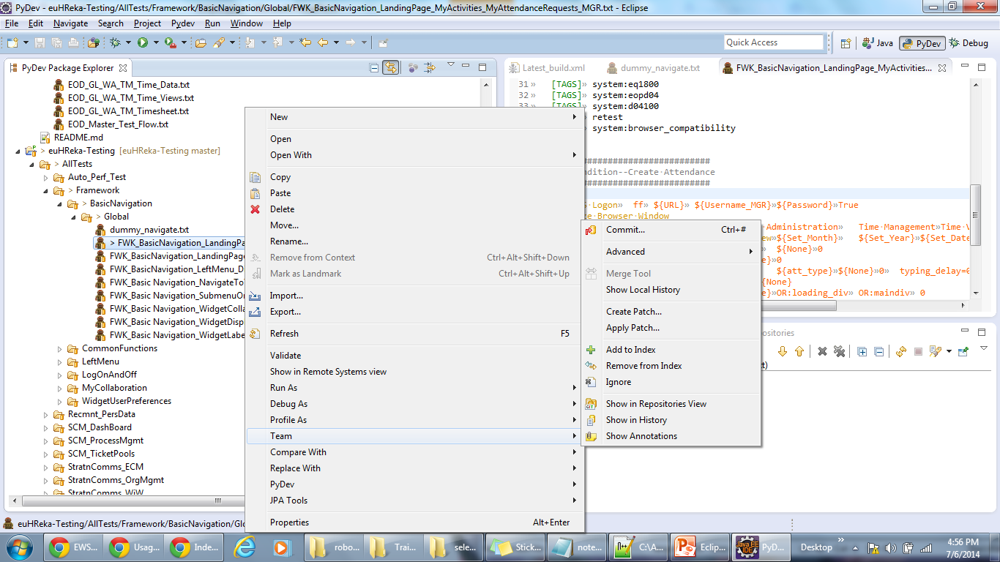 PyDev - euHReka-Testing/AllTests/Framework/BasicNavigation/Global/FWK_BasicNavigation_LandingPage_MyActivities_MyAttendanceRequests_MGR.txt - Eclipse
File Edit Navigate Search Project Pydev Run Window Help
Quick Access
Java
PyDev
Debug
PyDev Package Explorer
EOD_GL_WA_TM_Time_Data.txt
EOD_GL_WA_TM_Time_Views.txt
EOD_GL_WA_TM_Timesheet.txt
EOD_Master_Test_Flow.txt
README.md
> euHReka-Testing [euHReka-Testing master]
> AllTests
Auto_Perf_Test
> Framework
> BasicNavigation
> Global
dummy_navigate.txt
> FWK_BasicNavigation_LandingPa
FWK_BasicNavigation_LandingPage
FWK_BasicNavigation_LeftMenu_D
FWK_Basic Navigation_NavigateTo
FWK_Basic Navigation_SubmenuOr
FWK_Basic Navigation_WidgetColla
FWK_Basic Navigation_WidgetDisp
FWK_Basic Navigation_WidgetLabe
CommonFunctions
LeftMenu
LogOnAndOff
MyCollaboration
WidgetUserPreferences
Recmnt_PersData
SCM_DashBoard
SCM_ProcessMgmt
SCM_TicketPools
StratnComms_ECM
StratnComms_OrgMgmt
StratnComms_WiW
New
Open
Open With
Copy
Paste
Delete
Move...
Rename...
Remove from Context Ctrl+Alt+Shift+Down
Mark as Landmark Ctrl+Alt+Shift+Up
Import...
Export...
Refresh F5
Validate
Show in Remote Systems view
Run As
Debug As
Profile As
Team
Compare With
Replace With
PyDev
JPA Tools
Properties Alt+Enter
Commit... Ctrl+#
Advanced
Merge Tool
Show Local History
Create Patch...
Apply Patch...
Add to Index
Remove from Index
Ignore
Show in Repositories View
Show in History
Show Annotations
Latest_build.xml
dummy_navigate.txt
FWK_BasicNavigation_LandingPage_MyActivities...
31» [TAGS]» system:eq1800
32» [TAGS]» system:eopd04
33» [TAGS]» system:d04100
» retest
» system:browser_compatibility
########################
ndition--Create·Attendance
########################
S·Logon» ff» ${URL}» ${Username_MGR}»${Password}»True
e·Browser·Window
Administration» Time·Management»Time·V
ew»${Set_Month}» ${Set_Year}»${Set_Date
» ${None}»0
e}»0
${att_type}»${None}»0» typing_delay=0
${None}
e}»OR:loading_div» OR:maindiv» 0
ositories
t)
euHReka-Testing/AllTests/Framework/BasicNavigation/Glo
EWS...
Usag...
Inde...
robo...
Trai...
sele...
Stick...
note...
C:\A...
Eclip...
PyD...
Desktop »
4:56 PM
7/6/2014